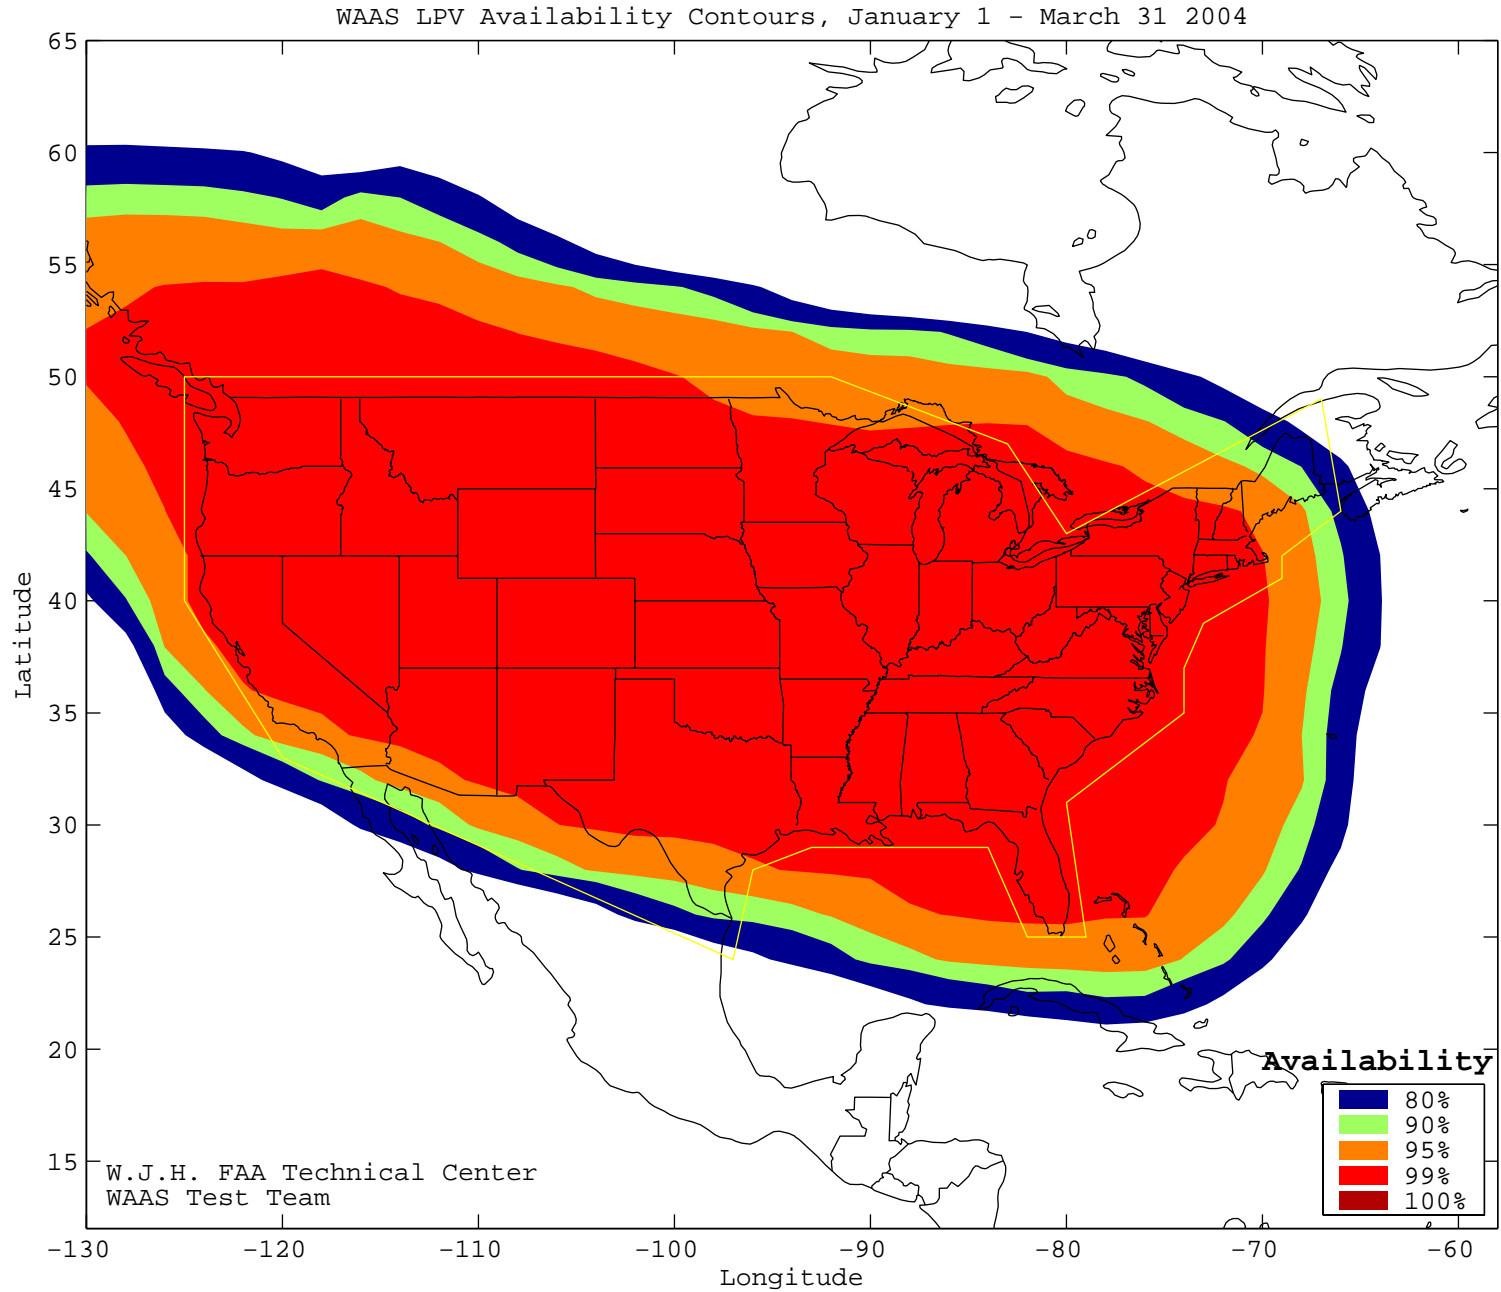 WAAS LPV Availability Contours, January 1 − March 31 2004
65
60
55
50
45
40
35
30
25
20
15
Latitude
−130 −120 −110 −100 −90 −80 −70 −60
Longitude
W.J.H. FAA Technical Center
WAAS Test Team
Availability
80%
90%
95%
99%
100%